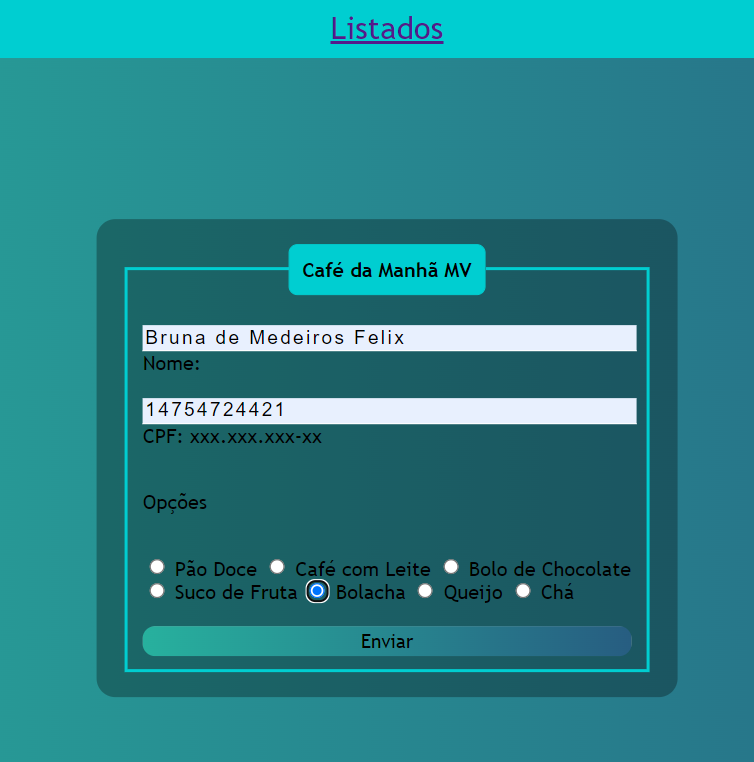 Listados
Café da Manhã MV
Bruna de Medeiros Felix
Nome:
14754724421
CPF: xxx.xxx.xxx-xx
Opções
Pão Doce Café com Leite Bolo de Chocolate
Suco de Fruta Bolacha Queijo Chá
Enviar